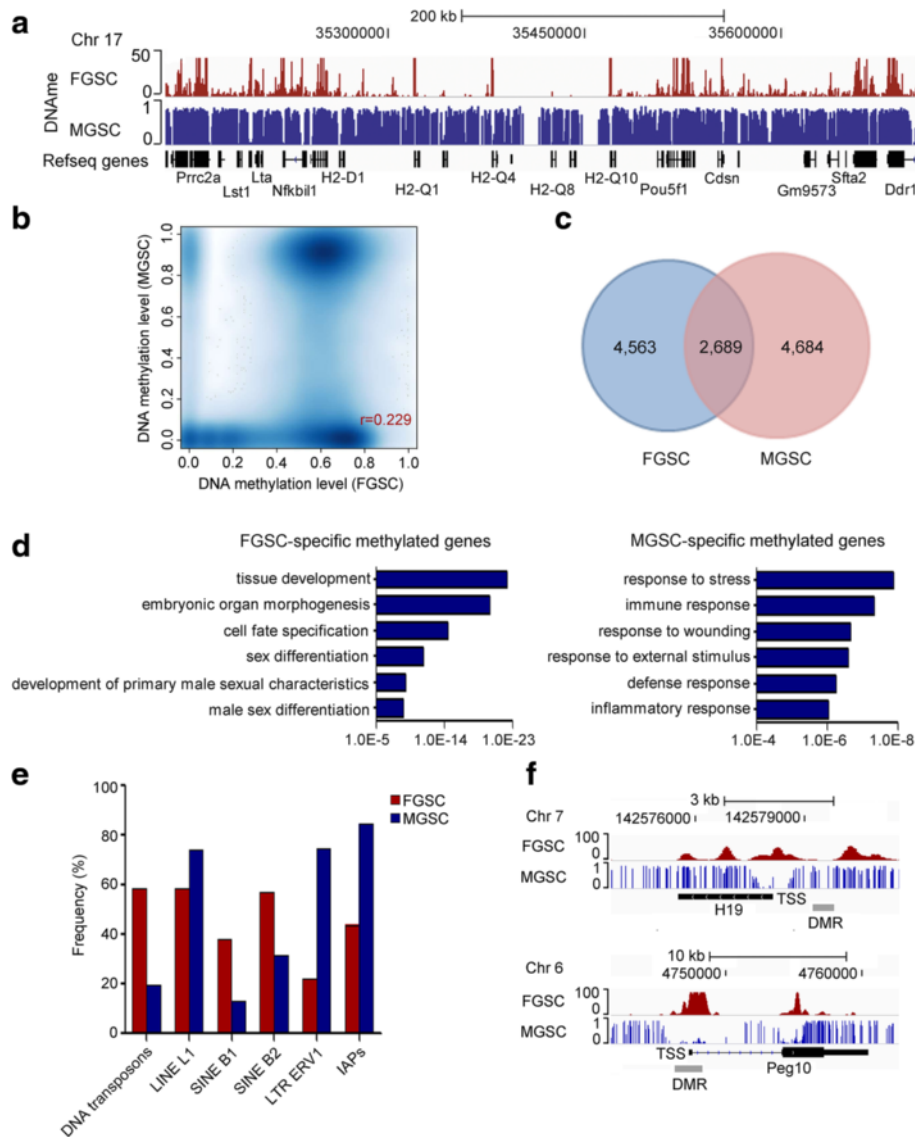 a
200 kb
Chr 17
35300000
35450000
35600000
DNAme
FGSC
50
0
MGSC
1
0
Refseq genes
Prrc2a
Lst1
Lta
Nfkbil1
H2-D1
H2-Q1
H2-Q4
H2-Q8
H2-Q10
Pou5f1
Cdsn
Gm9573
Sfta2
Ddr1
b
DNA methylation level (MGSC)
1.0
0.8
0.6
0.4
0.2
0.0
r=0.229
0.0 0.2 0.4 0.6 0.8 1.0
DNA methylation level (FGSC)
c
4,563
2,689
4,684
FGSC
MGSC
d
FGSC-specific methylated genes
tissue development
embryonic organ morphogenesis
cell fate specification
sex differentiation
development of primary male sexual characteristics
male sex differentiation
1.0E-5 1.0E-14 1.0E-23
MGSC-specific methylated genes
response to stress
immune response
response to wounding
response to external stimulus
defense response
inflammatory response
1.0E-4 1.0E-6 1.0E-8
e
Frequency (%)
100
80
60
40
20
0
FGSC
MGSC
DNA transposons
LINE L1
SINE B1
SINE B2
LTR ERV1
IAPs
f
3 kb
Chr 7
142576000
142579000
FGSC
100
0
MGSC
1
0
H19
TSS
DMR
10 kb
Chr 6
4750000
4760000
FGSC
100
0
MGSC
1
0
TSS
DMR
Peg10